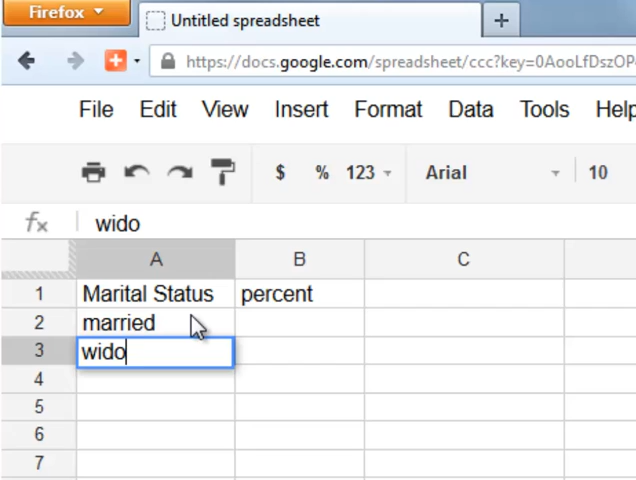 Firefox
Untitled spreadsheet
https://docs.google.com/spreadsheet/ccc?key=0AooLfDszOP
File Edit View Insert Format Data Tools Help
$ % 123 Arial 10
fx wido
A B C
1 Marital Status percent
2 married
3 wido
4
5
6
7